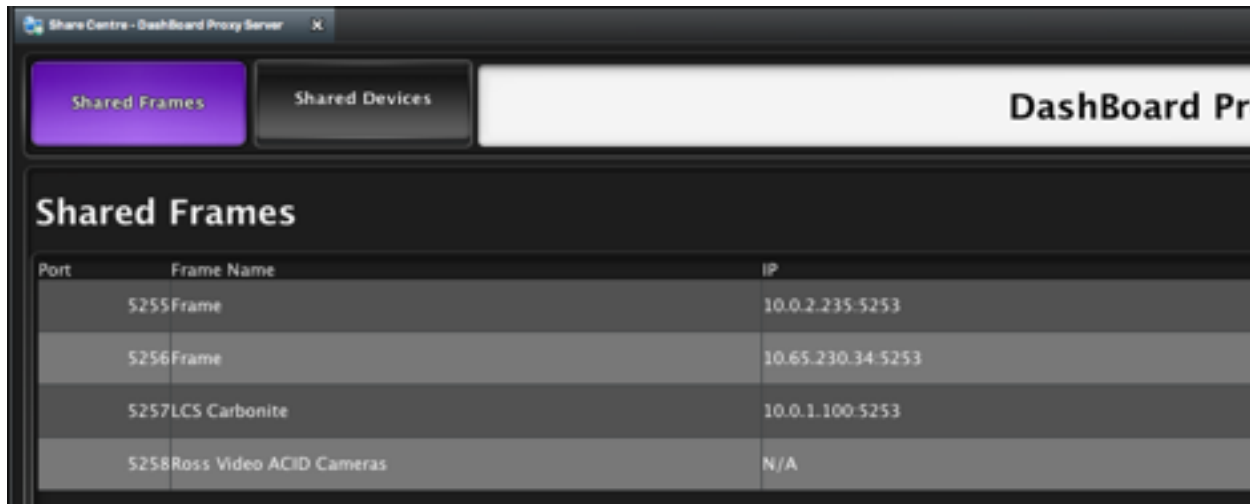 Share Centre - DashBoard Proxy Server
Shared Frames Shared Devices DashBoard Pr
Shared Frames
Port Frame Name IP
5255 Frame 10.0.2.235:5253
5256 Frame 10.65.230.34:5253
5257 LCS Carbonite 10.0.1.100:5253
5258 Ross Video ACID Cameras N/A